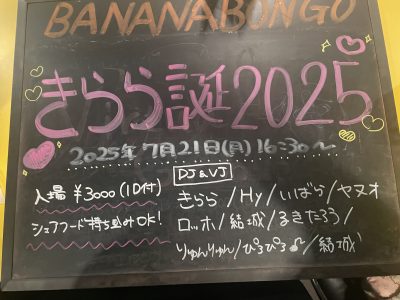 BANANABONGO
きらら誕2025
2025年 7月21日(月) 16:30～
DJ&VJ
入場 ¥3000 (1D付)
シェアフード持ち込みOK!
きらら/Hy/いばら/ヤヌオ
ロッホ/結城/るきたろう/
りゅんりゅん/ぴろぴろ/結城